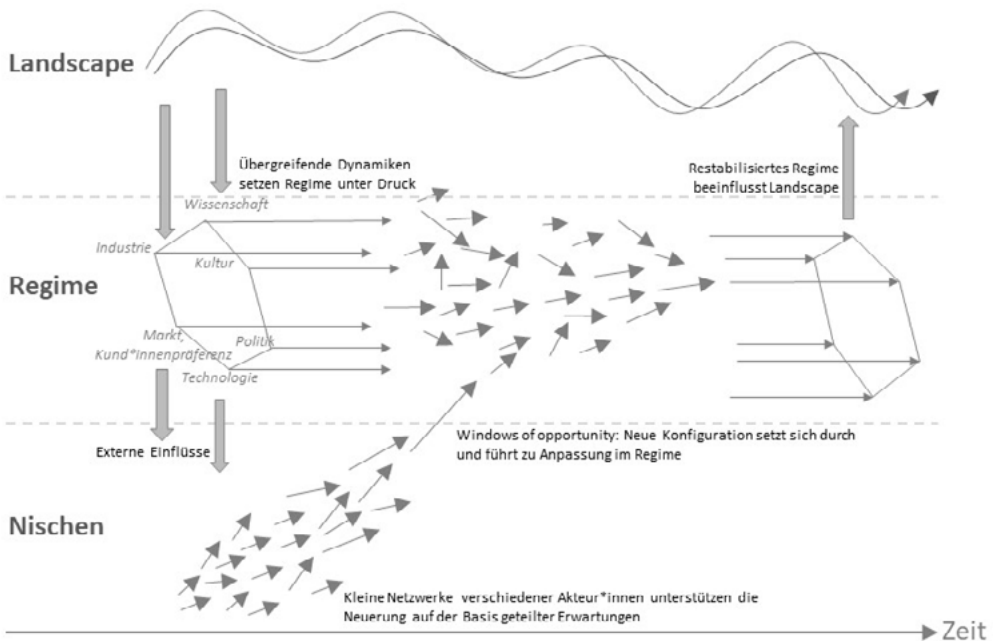 Landscape
Übergreifende Dynamiken
setzen Regime unter Druck
Restabilisiertes Regime
beeinflusst Landscape
Wissenschaft
Industrie
Kultur
Regime
Markt,
Kund*innenpräferenz
Politik
Technologie
Externe Einflüsse
Windows of opportunity: Neue Konfiguration setzt sich durch
und führt zu Anpassung im Regime
Nischen
Kleine Netzwerke verschiedener Akteur*innen unterstützen die
Neuerung auf der Basis geteilter Erwartungen
Zeit